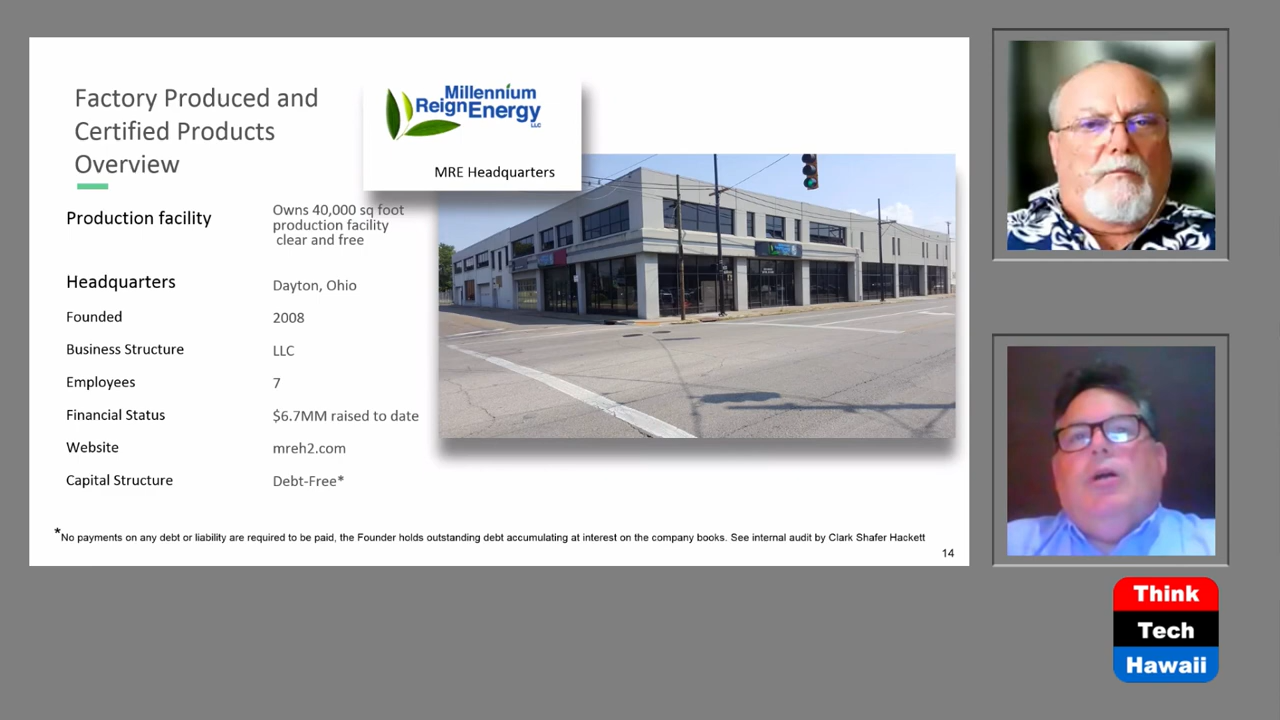 Factory Produced and
Certified Products
Overview
Millennium
ReignEnergy
LLC
MRE Headquarters
Production facility
Owns 40,000 sq foot
production facility
clear and free
Headquarters
Dayton, Ohio
Founded
2008
Business Structure
LLC
Employees
7
Financial Status
$6.7MM raised to date
Website
mreh2.com
Capital Structure
Debt-Free*
*No payments on any debt or liability are required to be paid, the Founder holds outstanding debt accumulating at interest on the company books. See internal audit by Clark Shafer Hackett
14
Think
Tech
Hawaii